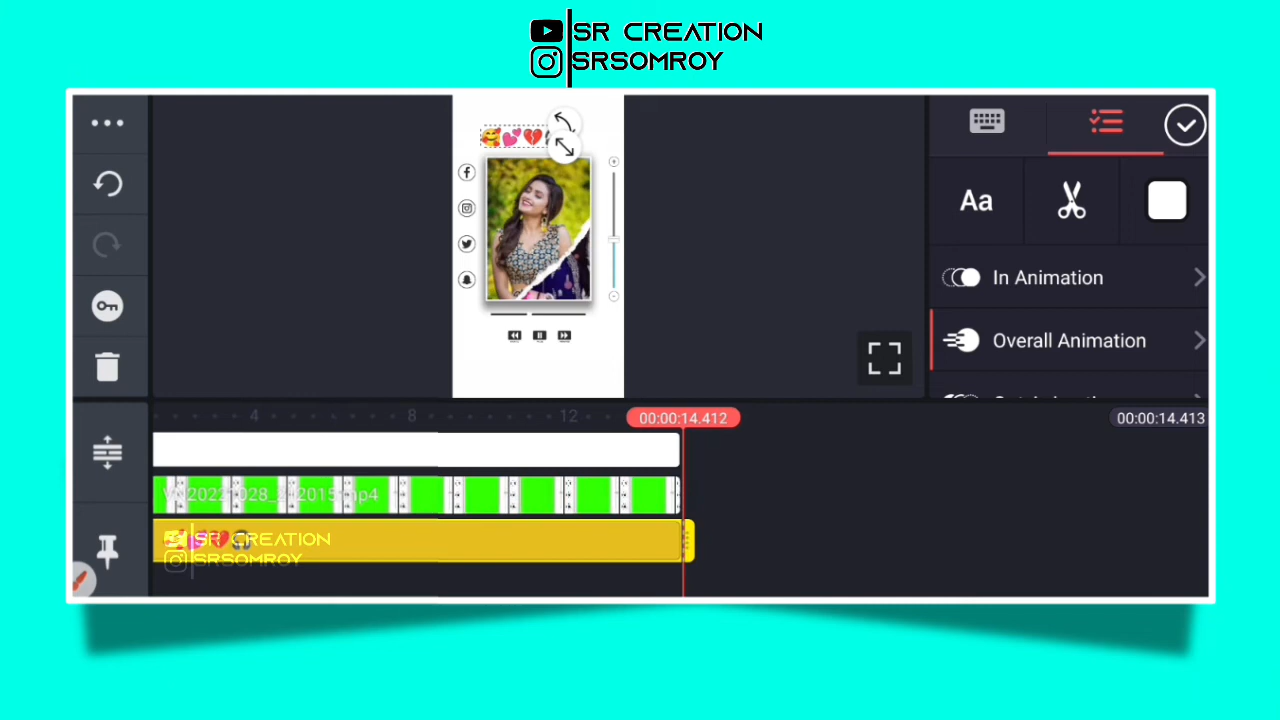 SR CREATION
SRSOMROY
Aa
In Animation
Overall Animation
4
8
12
00:00:14.412
00:00:14.413
SR CREATION
SRSOMROY